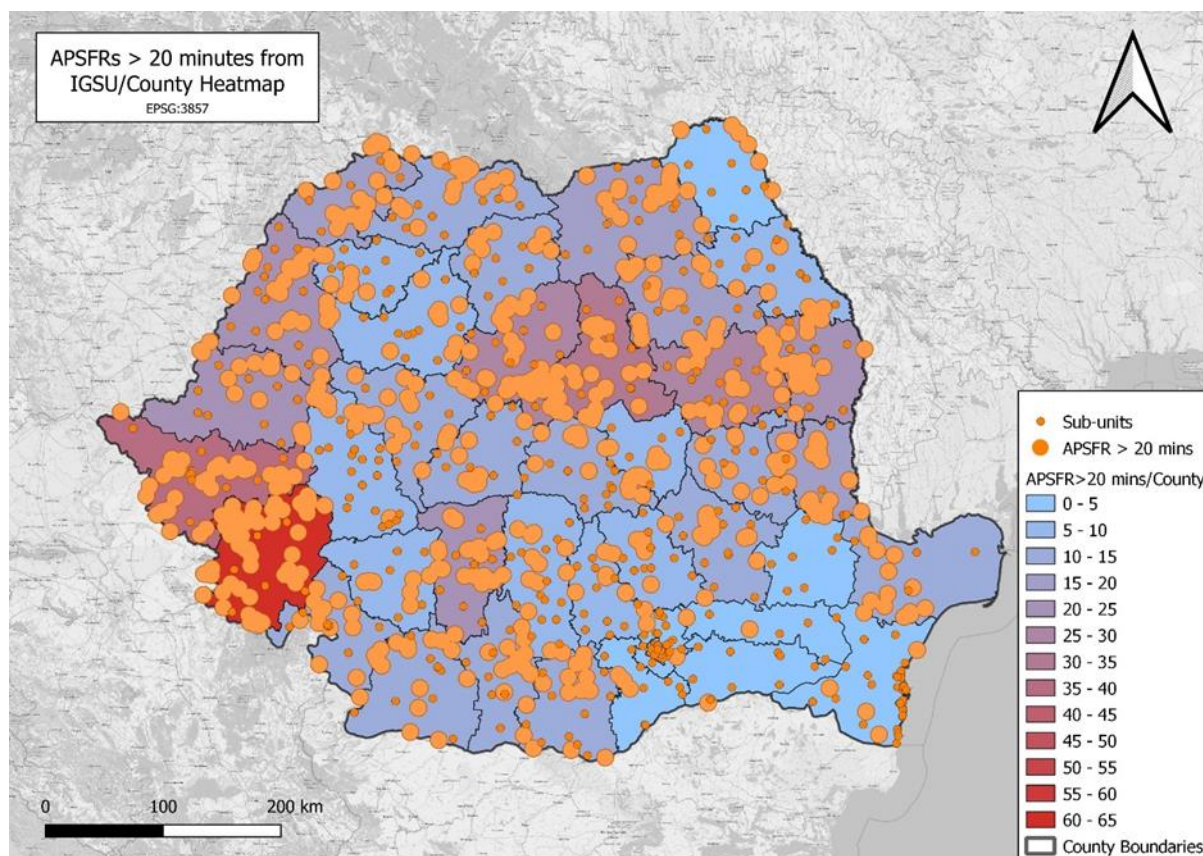 APSFRs > 20 minutes from
IGSU/County Heatmap
EPSG:3857
Sub-units
APSFR > 20 mins
APSFR>20 mins/County
0 - 5
5 - 10
10 - 15
15 - 20
20 - 25
25 - 30
30 - 35
35 - 40
40 - 45
45 - 50
50 - 55
55 - 60
60 - 65
County Boundaries
0 100 200 km